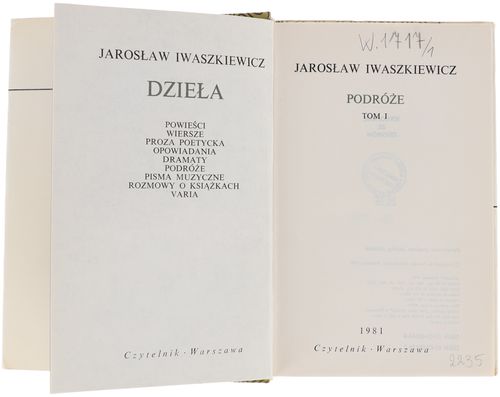 JAROSŁAW IWASZKIEWICZ
DZIEŁA
POWIEŚCI
WIERSZE
PROZA POETYCKA
OPOWIADANIA
DRAMATY
PODRÓŻE
PISMA MUZYCZNE
ROZMOWY O KSIĄŻKACH
VARIA
Czytelnik · Warszawa
W.1717/1
JAROSŁAW IWASZKIEWICZ
PODRÓŻE
TOM I
1981
Czytelnik · Warszawa
2235